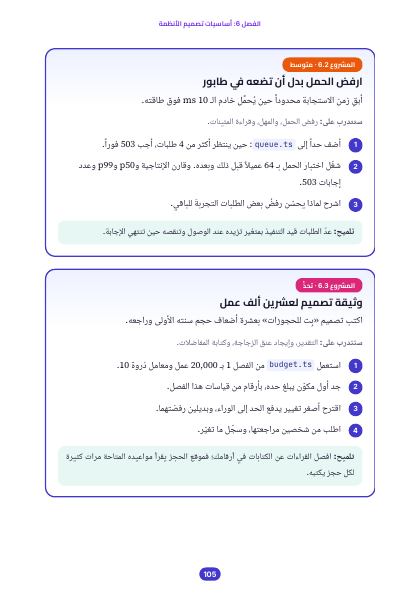 الفصل 6: أساسيات تصميم الأنظمة
المشروع 6.2 · متوسط
ارفض الحمل بدل أن تضعه في طابور
أبقِ زمن الاستجابة محدوداً حين يُحمَّل خادم الـ 10 ms فوق طاقته.
ستتدرب على: رفض الحمل، والمهل، وقراءة المئينات.
1 أضف حداً إلى queue.ts : حين ينتظر أكثر من 4 طلبات، أجب 503 فوراً.
2 شغّل اختبار الحمل بـ 64 عميلاً قبل ذلك وبعده. وقارن الإنتاجية وp50 وp99 وعدد
إجابات 503.
3 اشرح لماذا يحسّن رفضُ بعض الطلبات التجربةَ للباقي.
تلميح: عدّ الطلبات قيد التنفيذ بمتغير تزيده عند الوصول وتنقصه حين تنتهي الإجابة.
المشروع 6.3 · تحدٍّ
وثيقة تصميم لعشرين ألف عمل
اكتب تصميم «بِت للحجوزات» بعشرة أضعاف حجم سنته الأولى وراجعه.
ستتدرب على: التقدير، وإيجاد عنق الزجاجة، وكتابة المفاضلات.
1 استعمل budget.ts من الفصل 1 بـ 20,000 عمل ومعامل ذروة 10.
2 جد أول مكوّن يبلغ حده، بأرقام من قياسات هذا الفصل.
3 اقترح أصغر تغيير يدفع الحد إلى الوراء، وبديلين رفضتهما.
4 اطلب من شخصين مراجعتها، وسجّل ما تغيّر.
تلميح: افصل القراءات عن الكتابات في أرقامك؛ فموقع الحجز يقرأ مواعيده المتاحة مرات كثيرة
لكل حجز يكتبه.
105